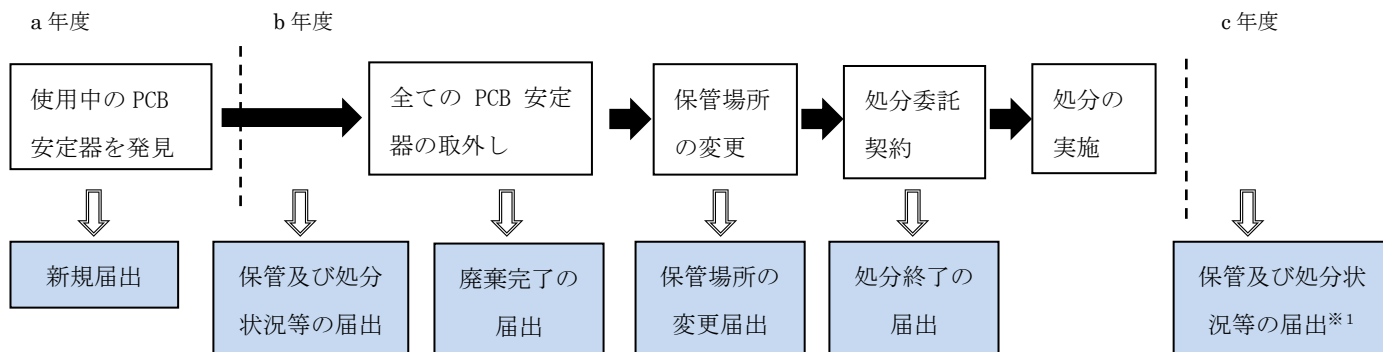 a 年度
b 年度
c 年度
使用中の PCB
安定器を発見
全ての PCB 安定
器の取外し
保管場所
の変更
処分委託
契約
処分の
実施
新規届出
保管及び処分
状況等の届出
廃棄完了の
届出
保管場所の
変更届出
処分終了の
届出
保管及び処分状
況等の届出※1